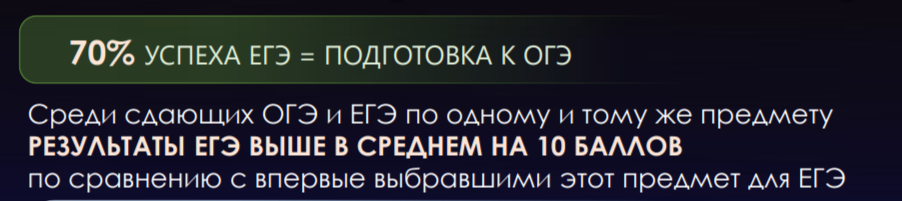 70% УСПЕХА ЕГЭ = ПОДГОТОВКА К ОГЭ
Среди сдающих ОГЭ и ЕГЭ по одному и тому же предмету
РЕЗУЛЬТАТЫ ЕГЭ ВЫШЕ В СРЕДНЕМ НА 10 БАЛЛОВ
по сравнению с впервые выбравшими этот предмет для ЕГЭ